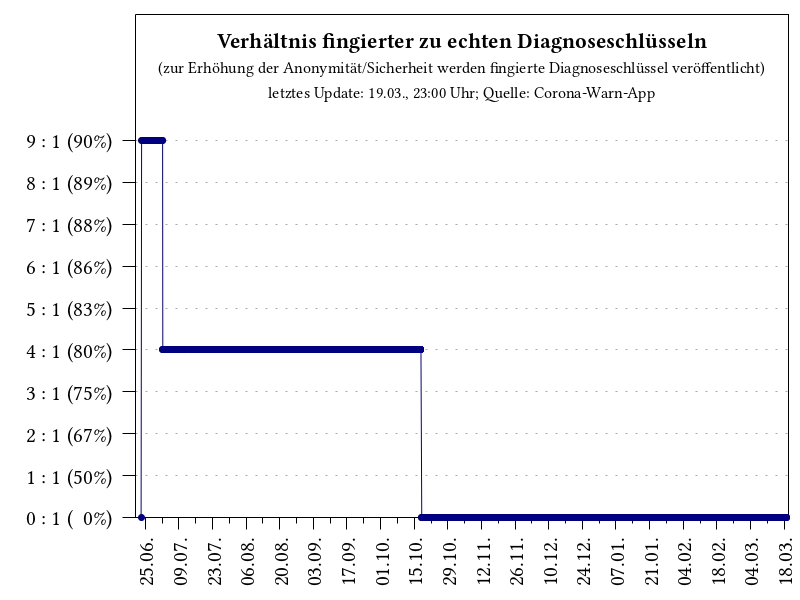 Verhältnis fingierter zu echten Diagnoseschlüsseln
(zur Erhöhung der Anonymität/Sicherheit werden fingierte Diagnoseschlüssel veröffentlicht)
letztes Update: 19.03., 23:00 Uhr; Quelle: Corona-Warn-App
9 : 1 (90%)
8 : 1 (89%)
7 : 1 (88%)
6 : 1 (86%)
5 : 1 (83%)
4 : 1 (80%)
3 : 1 (75%)
2 : 1 (67%)
1 : 1 (50%)
0 : 1 (  0%)
25.06.
09.07.
23.07.
06.08.
20.08.
03.09.
17.09.
01.10.
15.10.
29.10.
12.11.
26.11.
10.12.
24.12.
07.01.
21.01.
04.02.
18.02.
04.03.
18.03.